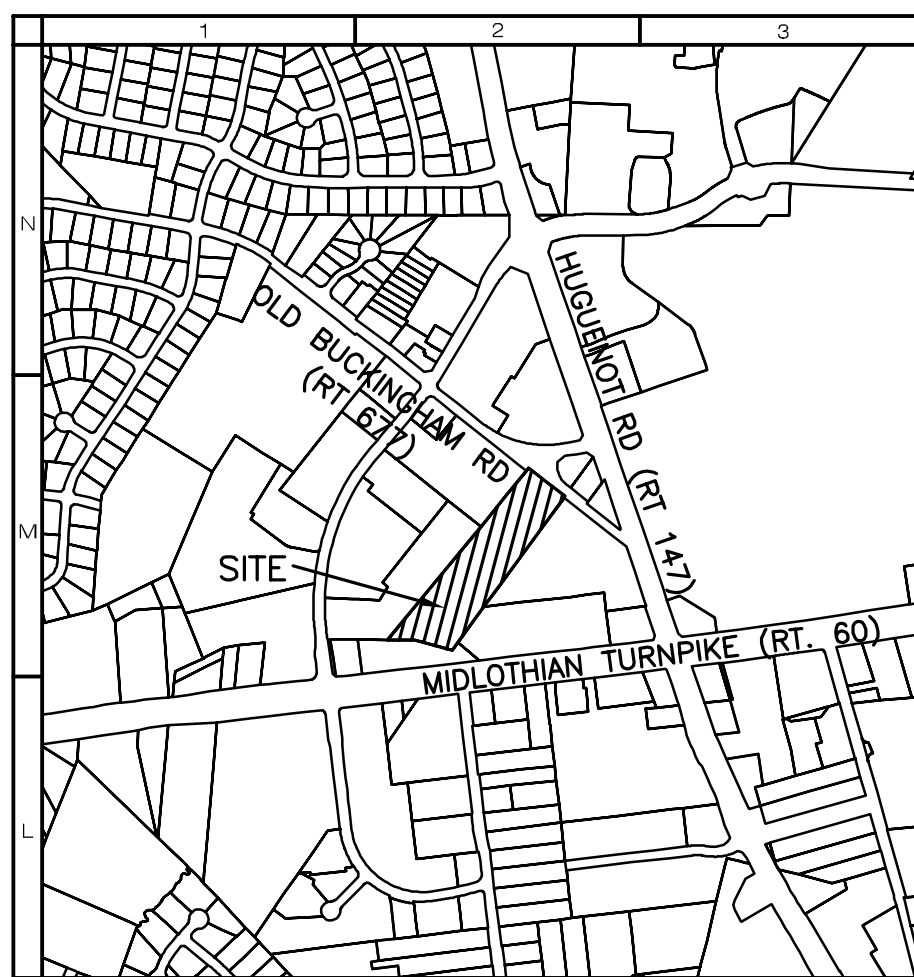 1 2 3
N
HUGUENOT RD (RT 147)
OLD BUCKINGHAM RD
(RT 677)
M
SITE
MIDLOTHIAN TURNPIKE (RT. 60)
L